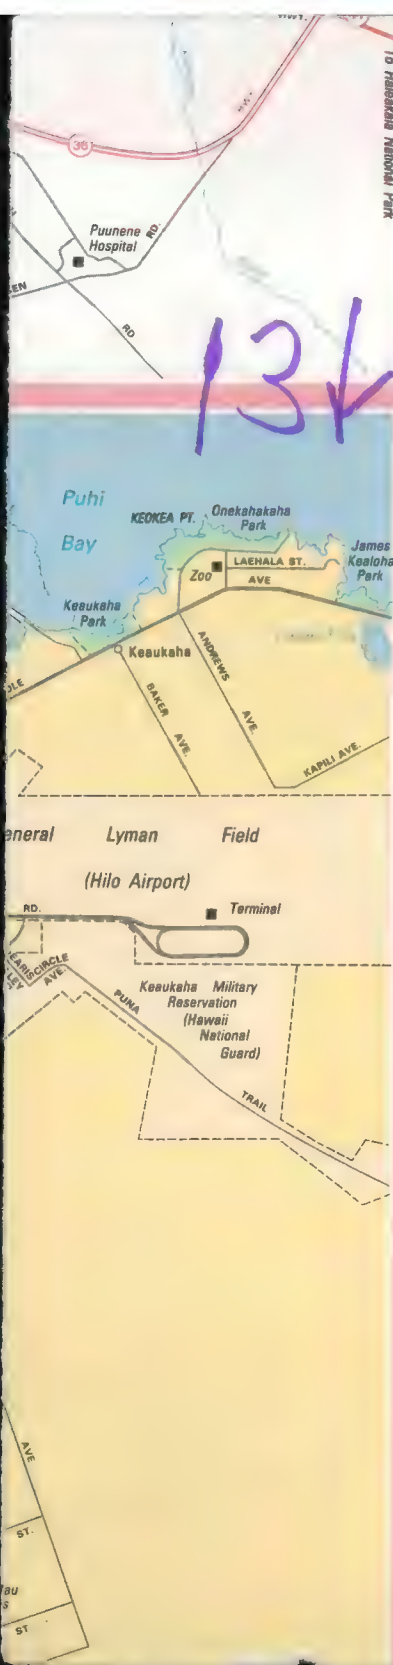 HWY.
To Haleakala National Park
HWY.
36
Puunene
Hospital
RD.
RD
13↓
Puhi
Bay
KEOKEA PT.
Onekahakaha
Park
Zoo
LAEHALA ST.
AVE
James
Kealoha
Park
Keaukaha
Park
Keaukaha
ANDREWS
AVE.
BAKER
AVE.
KAPILI AVE.
eneral Lyman Field
(Hilo Airport)
RD.
Terminal
CIRCLE
AVE.
PUNA
Keaukaha Military
Reservation
(Hawaii
National
Guard)
TRAIL
AVE
ST.
ST